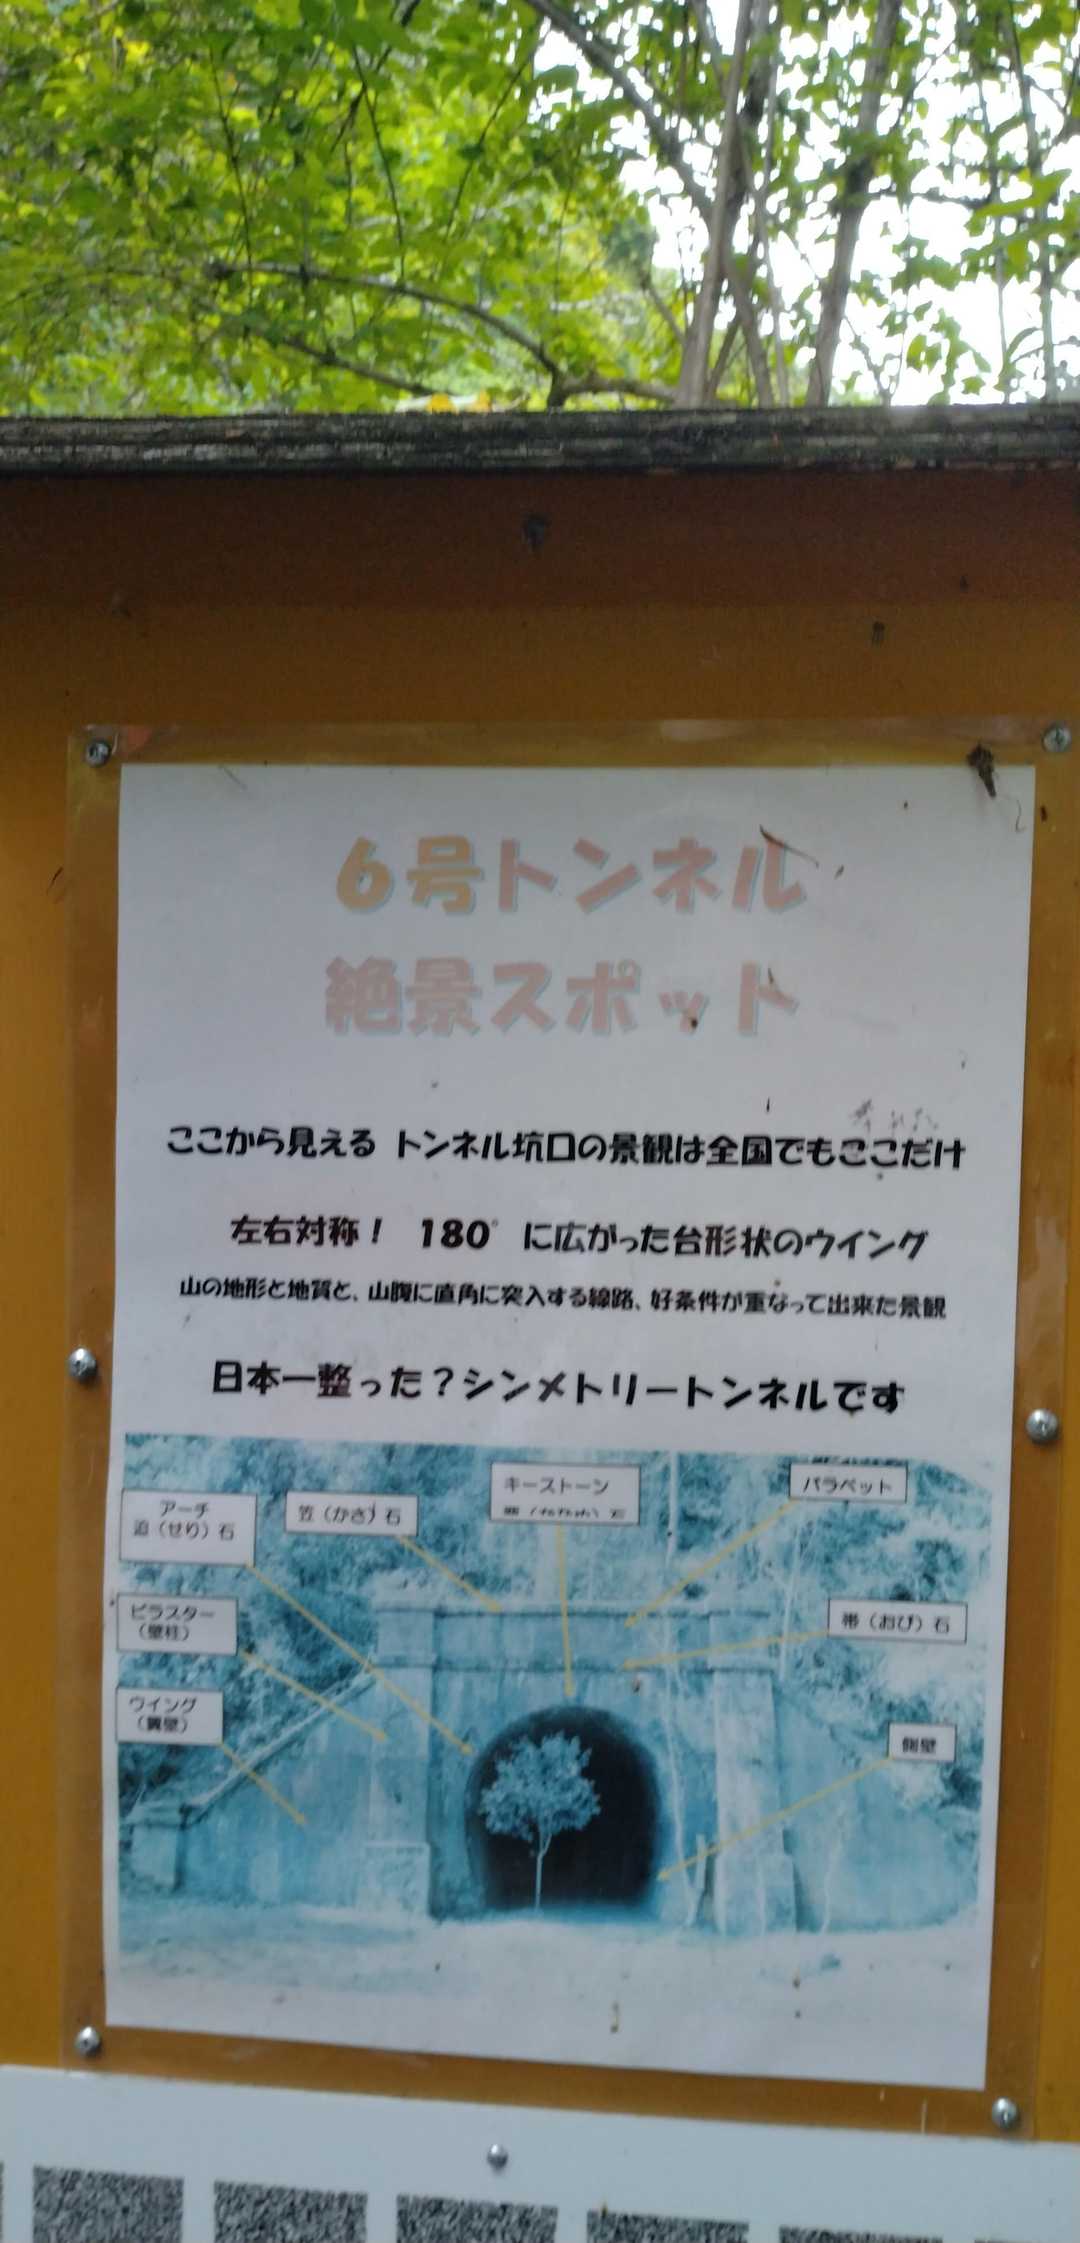 6号トンネル
絶景スポット
ここから見える トンネル坑口の景観は全国でもここだけ
左右対称! 180°に広がった台形状のウイング
山の地形と地質と、山腹に直角に突入する線路、好条件が重なって出来た景観
日本一整った?シンメトリートンネルです
キーストーン
パラペット
アーチ
迫(せり)石
笠(かさ)石
ピラスター
(壁柱)
帯(おび)石
ウイング
(翼壁)
側壁